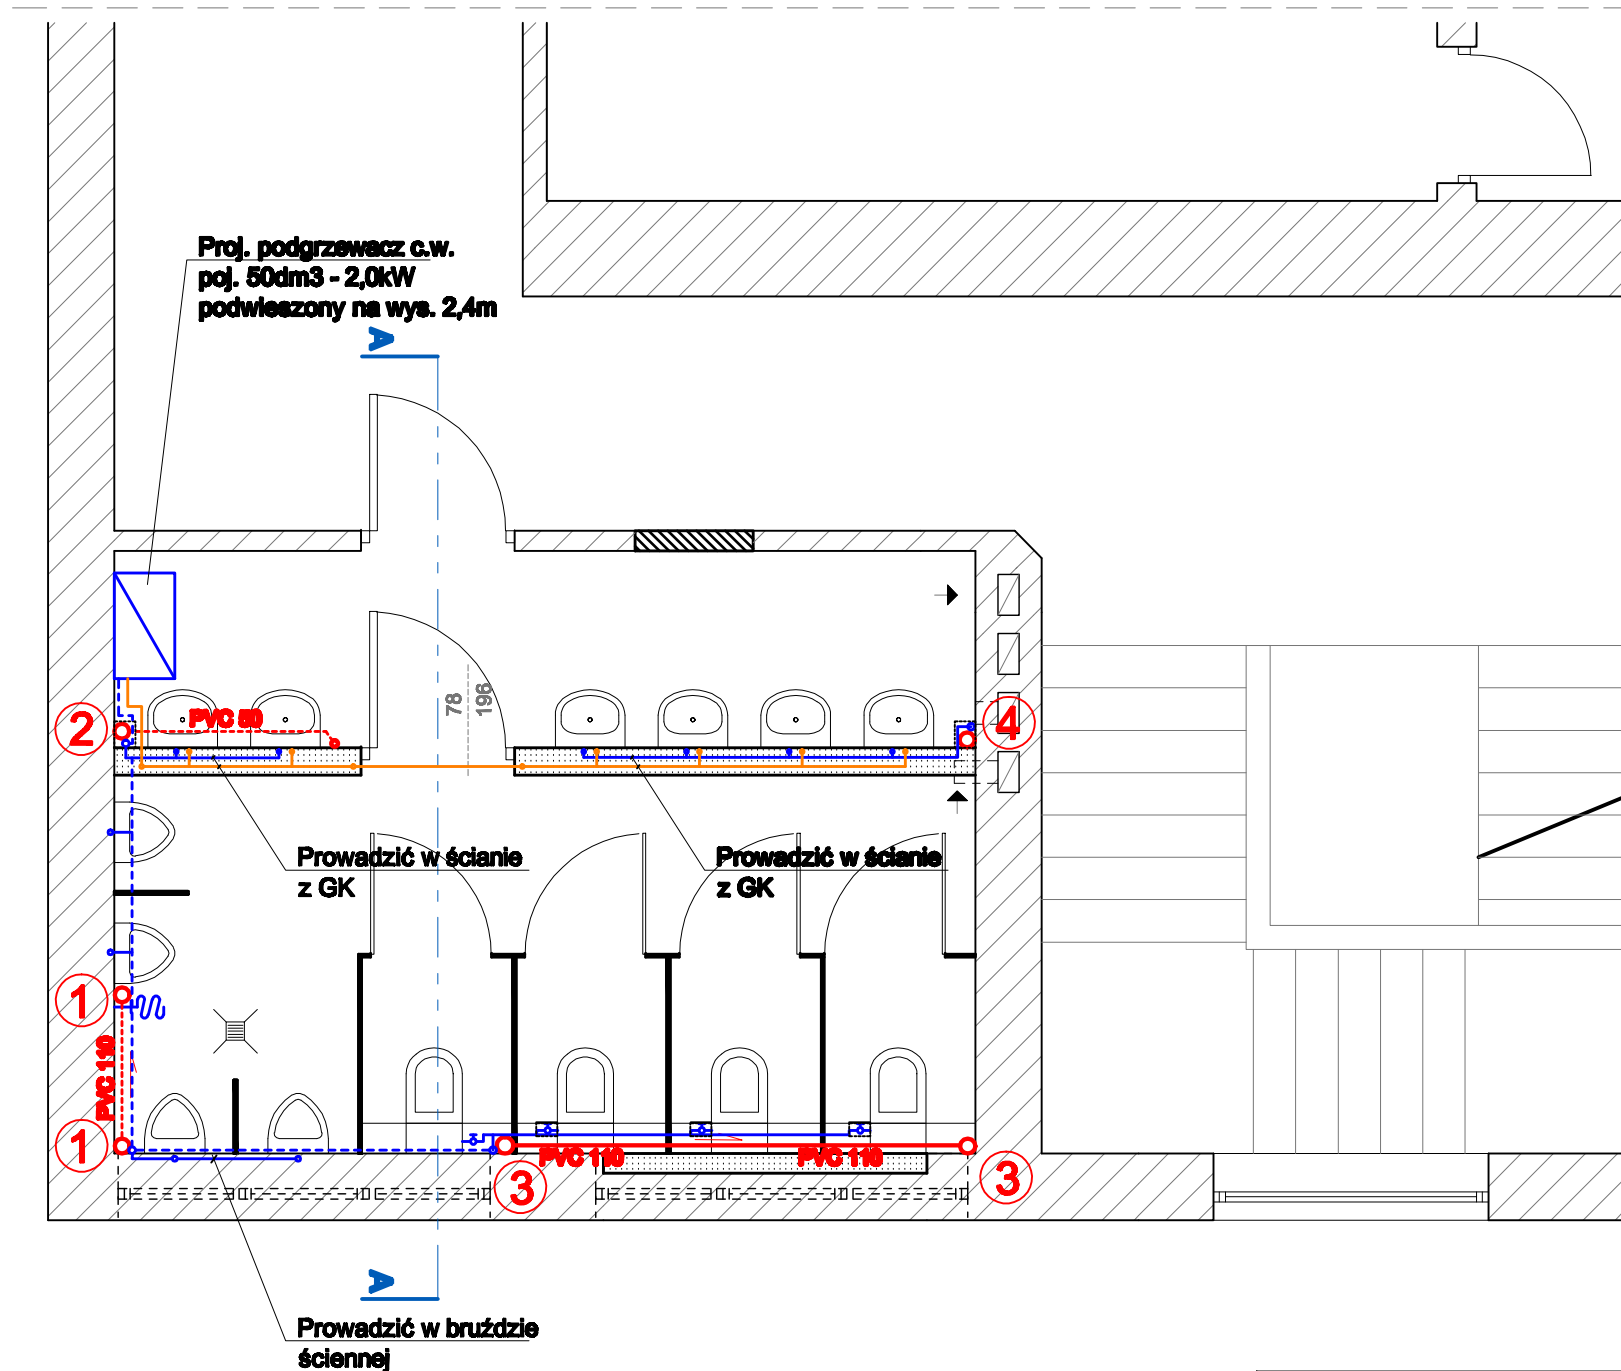 Proj. podgrzewacz c.w.
poj. 50dm3 - 2,0kW
podwieszony na wys. 2,4m
A
78
196
2
PVC 50
4
Prowadzić w ścianie
z GK
Prowadzić w ścianie
z GK
1
PVC 110
1
PVC 110
PVC 110
3
3
A
Prowadzić w bruździe
ściennej